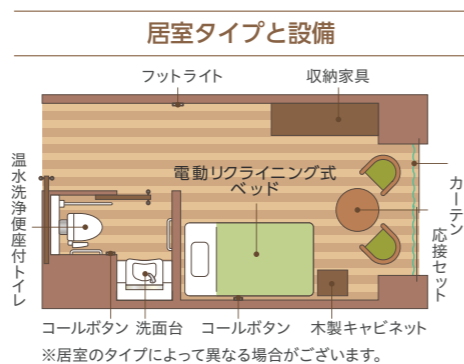 居室タイプと設備
フットライト
収納家具
温水洗浄便座付トイレ
電動リクライニング式
ベッド
カーテン
応接セット
コールボタン
洗面台
コールボタン
木製キャビネット
※居室のタイプによって異なる場合がございます。